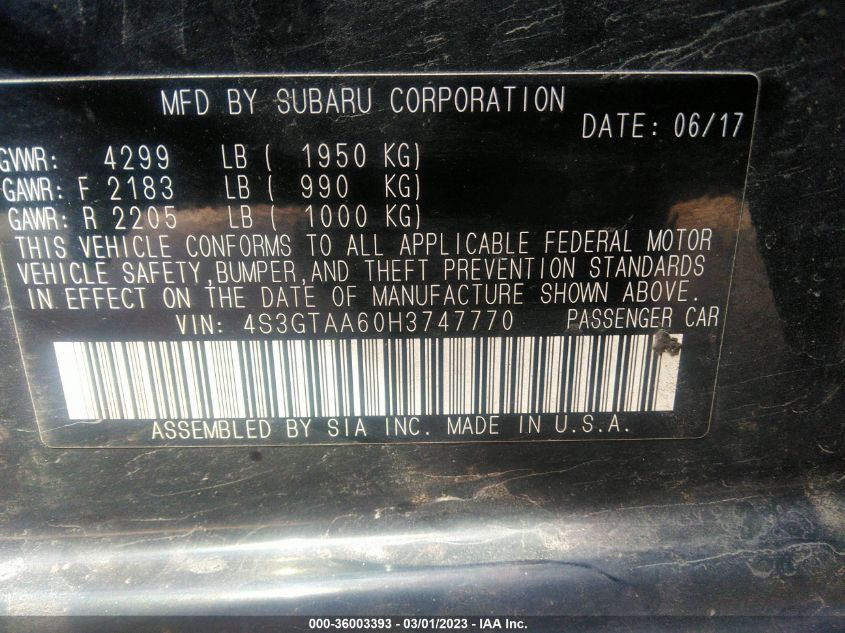 MFD BY SUBARU CORPORATION
DATE: 06/17
GVWR: 4299 LB ( 1950 KG)
GAWR: F 2183 LB ( 990 KG)
GAWR: R 2205 LB ( 1000 KG)
THIS VEHICLE CONFORMS TO ALL APPLICABLE FEDERAL MOTOR
VEHICLE SAFETY,BUMPER,AND THEFT PREVENTION STANDARDS
IN EFFECT ON THE DATE OF MANUFACTURE SHOWN ABOVE.
VIN: 4S3GTAA60H3747770 PASSENGER CAR
ASSEMBLED BY SIA INC. MADE IN U.S.A.
000-36003393 — 03/01/2023 — IAA Inc.